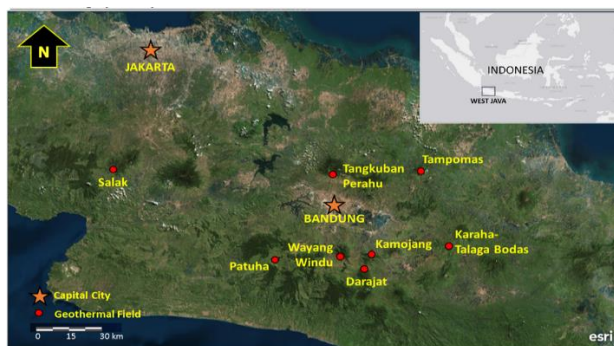 N
JAKARTA
INDONESIA
WEST JAVA
Salak
Tangkuban
Perahu
Tampomas
BANDUNG
Patuha
Wayang
Windu
Kamojang
Darajat
Karaha-
Talaga Bodas
Capital City
Geothermal Field
0 15 30 km
esri